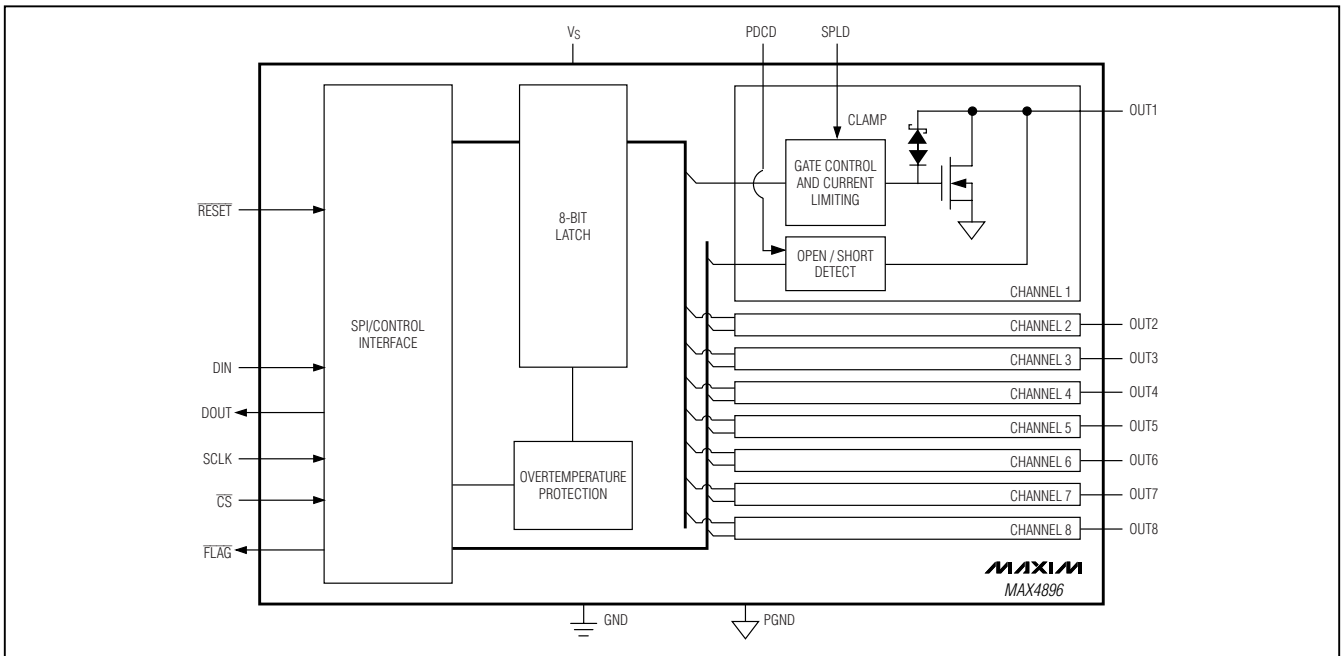 VS
PDCD
SPLD
CLAMP
OUT1
GATE CONTROL
AND CURRENT
LIMITING
RESET
8-BIT
LATCH
OPEN / SHORT
DETECT
CHANNEL 1
SPI/CONTROL
INTERFACE
CHANNEL 2
OUT2
CHANNEL 3
OUT3
DIN
CHANNEL 4
OUT4
DOUT
CHANNEL 5
OUT5
SCLK
OVERTEMPERATURE
PROTECTION
CHANNEL 6
OUT6
CS
CHANNEL 7
OUT7
CHANNEL 8
OUT8
FLAG
MAXIM
MAX4896
GND
PGND